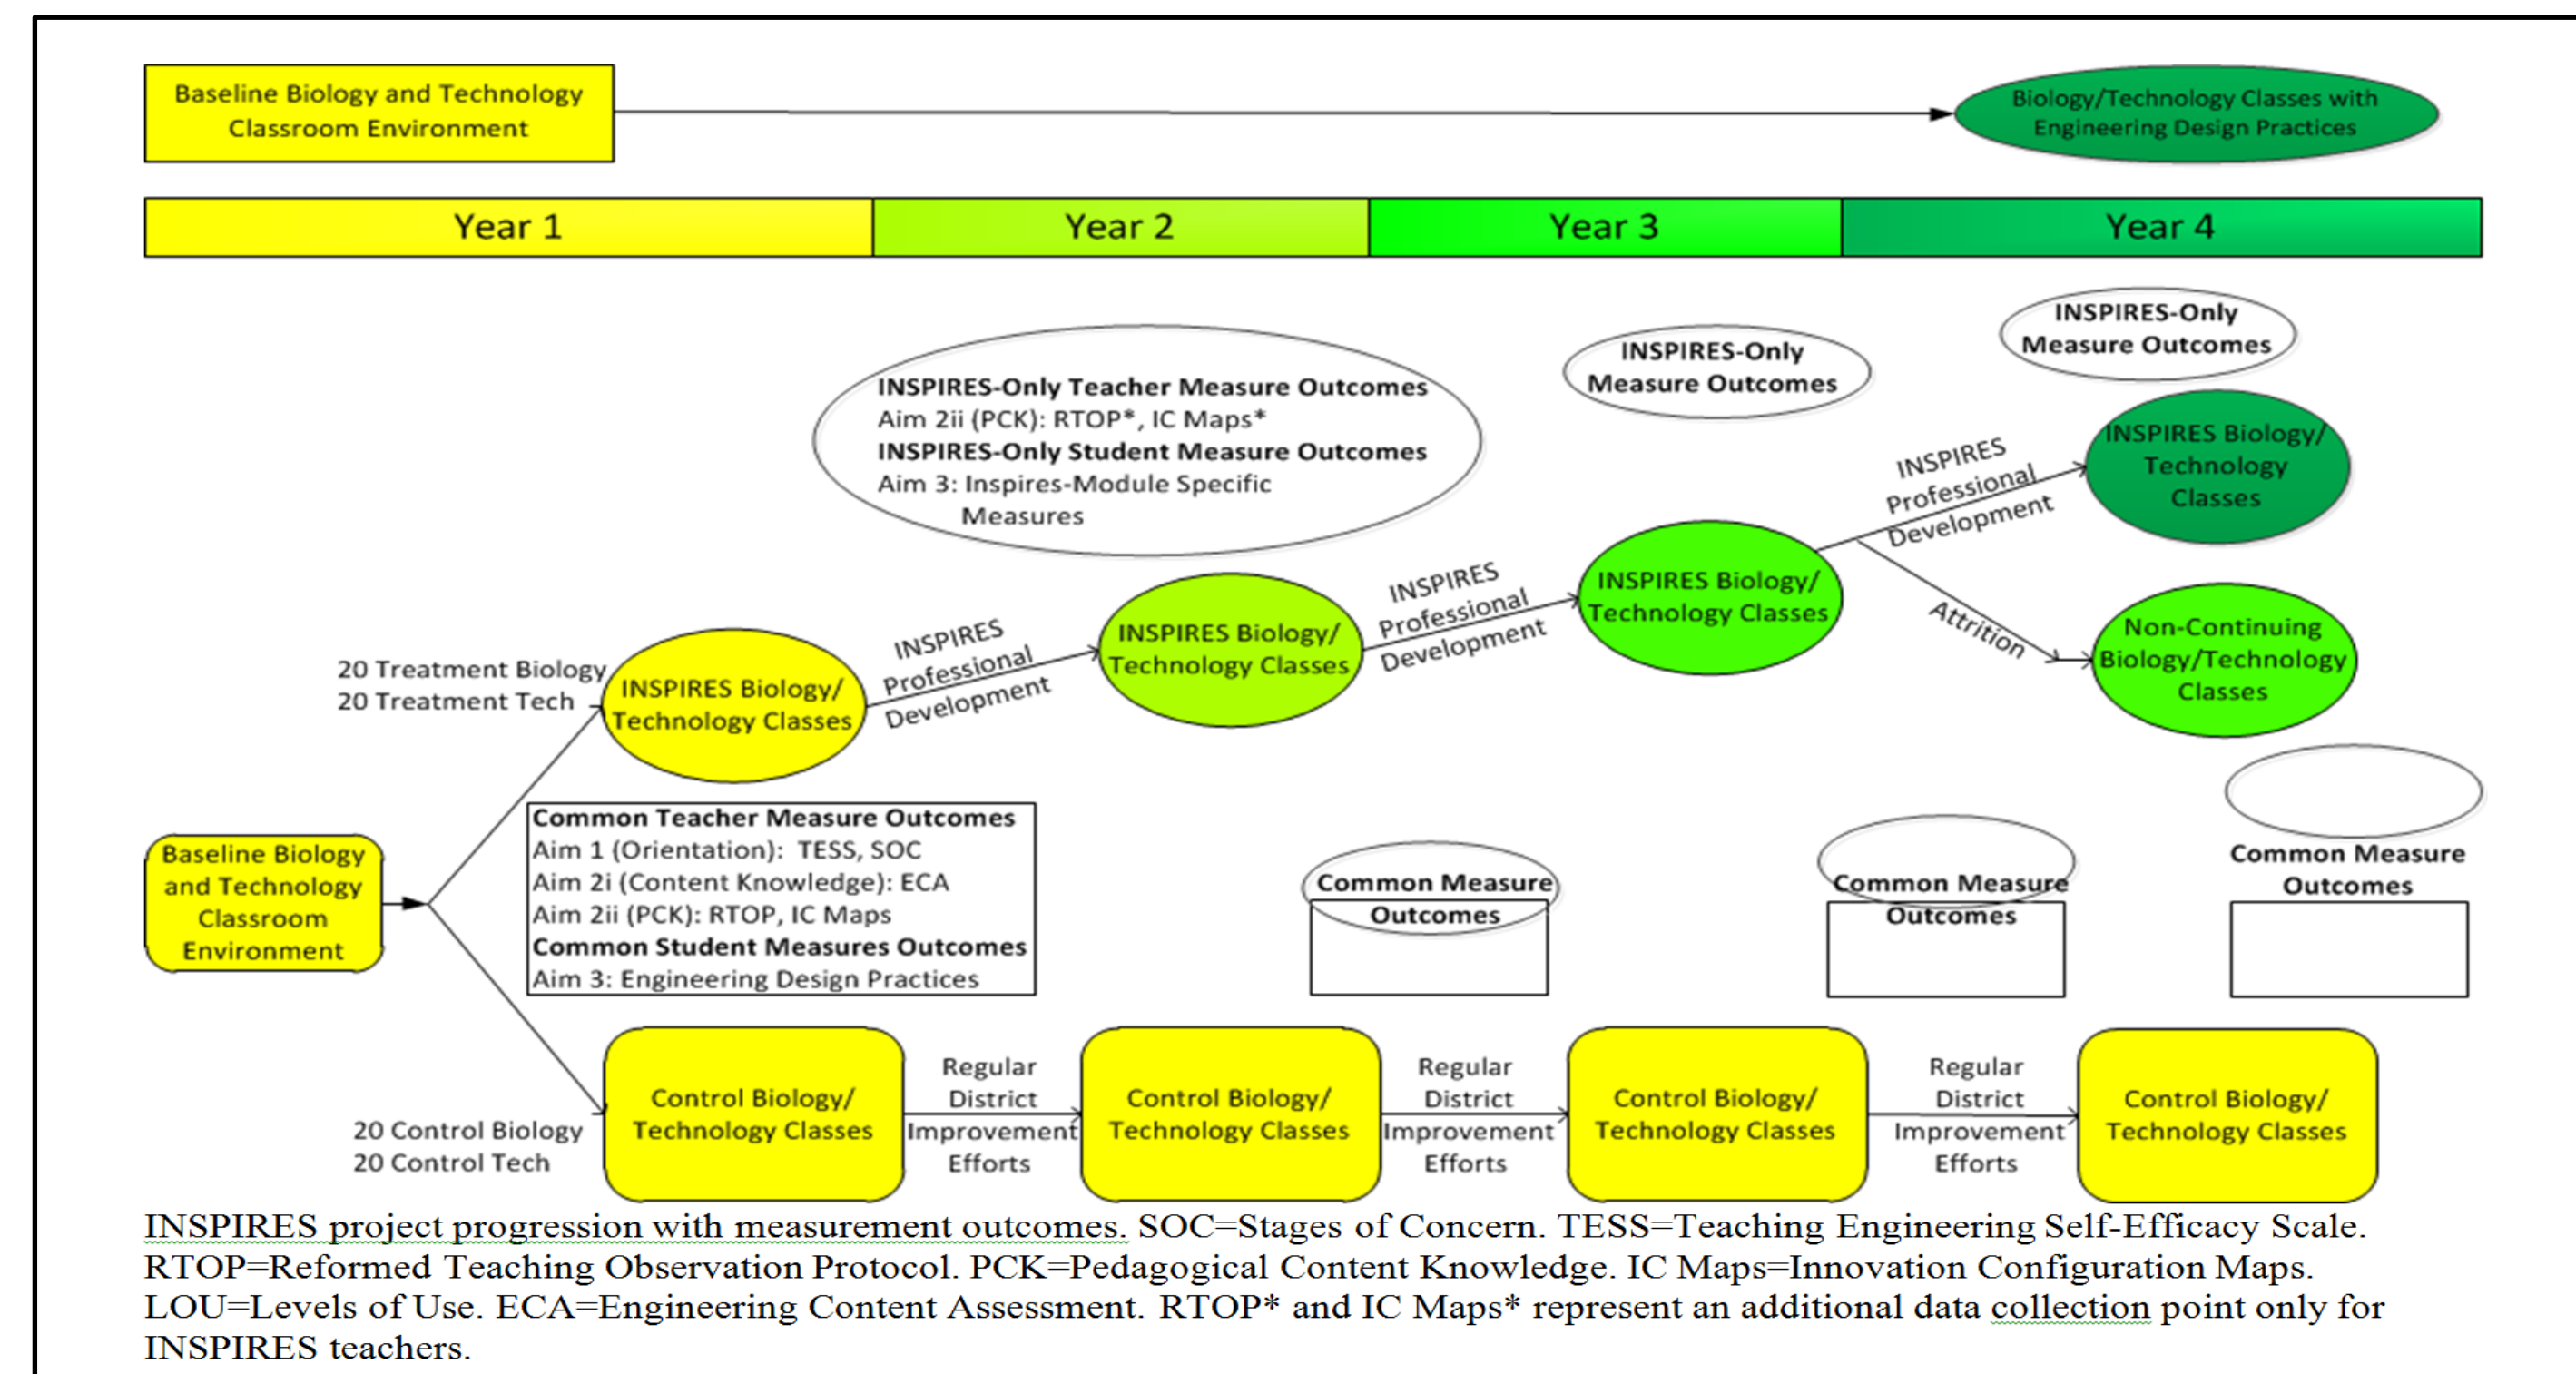 Baseline Biology and Technology
Classroom Environment
Biology/Technology Classes with
Engineering Design Practices
Year 1
Year 2
Year 3
Year 4
INSPIRES-Only Teacher Measure Outcomes
Aim 2ii (PCK): RTOP*, IC Maps*
INSPIRES-Only Student Measure Outcomes
Aim 3: Inspires-Module Specific
Measures
INSPIRES-Only
Measure Outcomes
INSPIRES-Only
Measure Outcomes
20 Treatment Biology
20 Treatment Tech
INSPIRES Biology/
Technology Classes
INSPIRES
Professional
Development
INSPIRES Biology/
Technology Classes
INSPIRES
Professional
Development
INSPIRES Biology/
Technology Classes
INSPIRES
Professional
Development
INSPIRES Biology/
Technology
Classes
Attrition
Non-Continuing
Biology/Technology
Classes
Baseline Biology
and Technology
Classroom
Environment
Common Teacher Measure Outcomes
Aim 1 (Orientation): TESS, SOC
Aim 2i (Content Knowledge): ECA
Aim 2ii (PCK): RTOP, IC Maps
Common Student Measures Outcomes
Aim 3: Engineering Design Practices
Common Measure
Outcomes
Common Measure
Outcomes
Common Measure
Outcomes
20 Control Biology
20 Control Tech
Control Biology/
Technology Classes
Regular
District
Improvement
Efforts
Control Biology/
Technology Classes
Regular
District
Improvement
Efforts
Control Biology/
Technology Classes
Regular
District
Improvement
Efforts
Control Biology/
Technology Classes
INSPIRES project progression with measurement outcomes. SOC=Stages of Concern. TESS=Teaching Engineering Self-Efficacy Scale.
RTOP=Reformed Teaching Observation Protocol. PCK=Pedagogical Content Knowledge. IC Maps=Innovation Configuration Maps.
LOU=Levels of Use. ECA=Engineering Content Assessment. RTOP* and IC Maps* represent an additional data collection point only for
INSPIRES teachers.